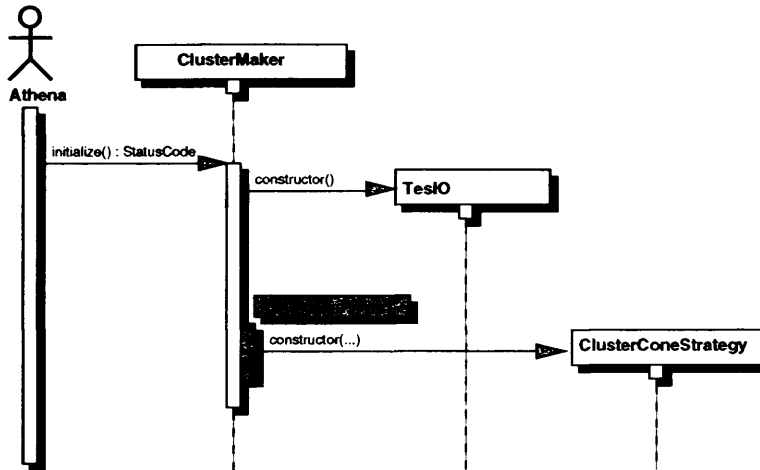 ClusterMaker
Athena
initialize() : StatusCode
constructor()
TesIO
constructor(...)
ClusterConeStrategy